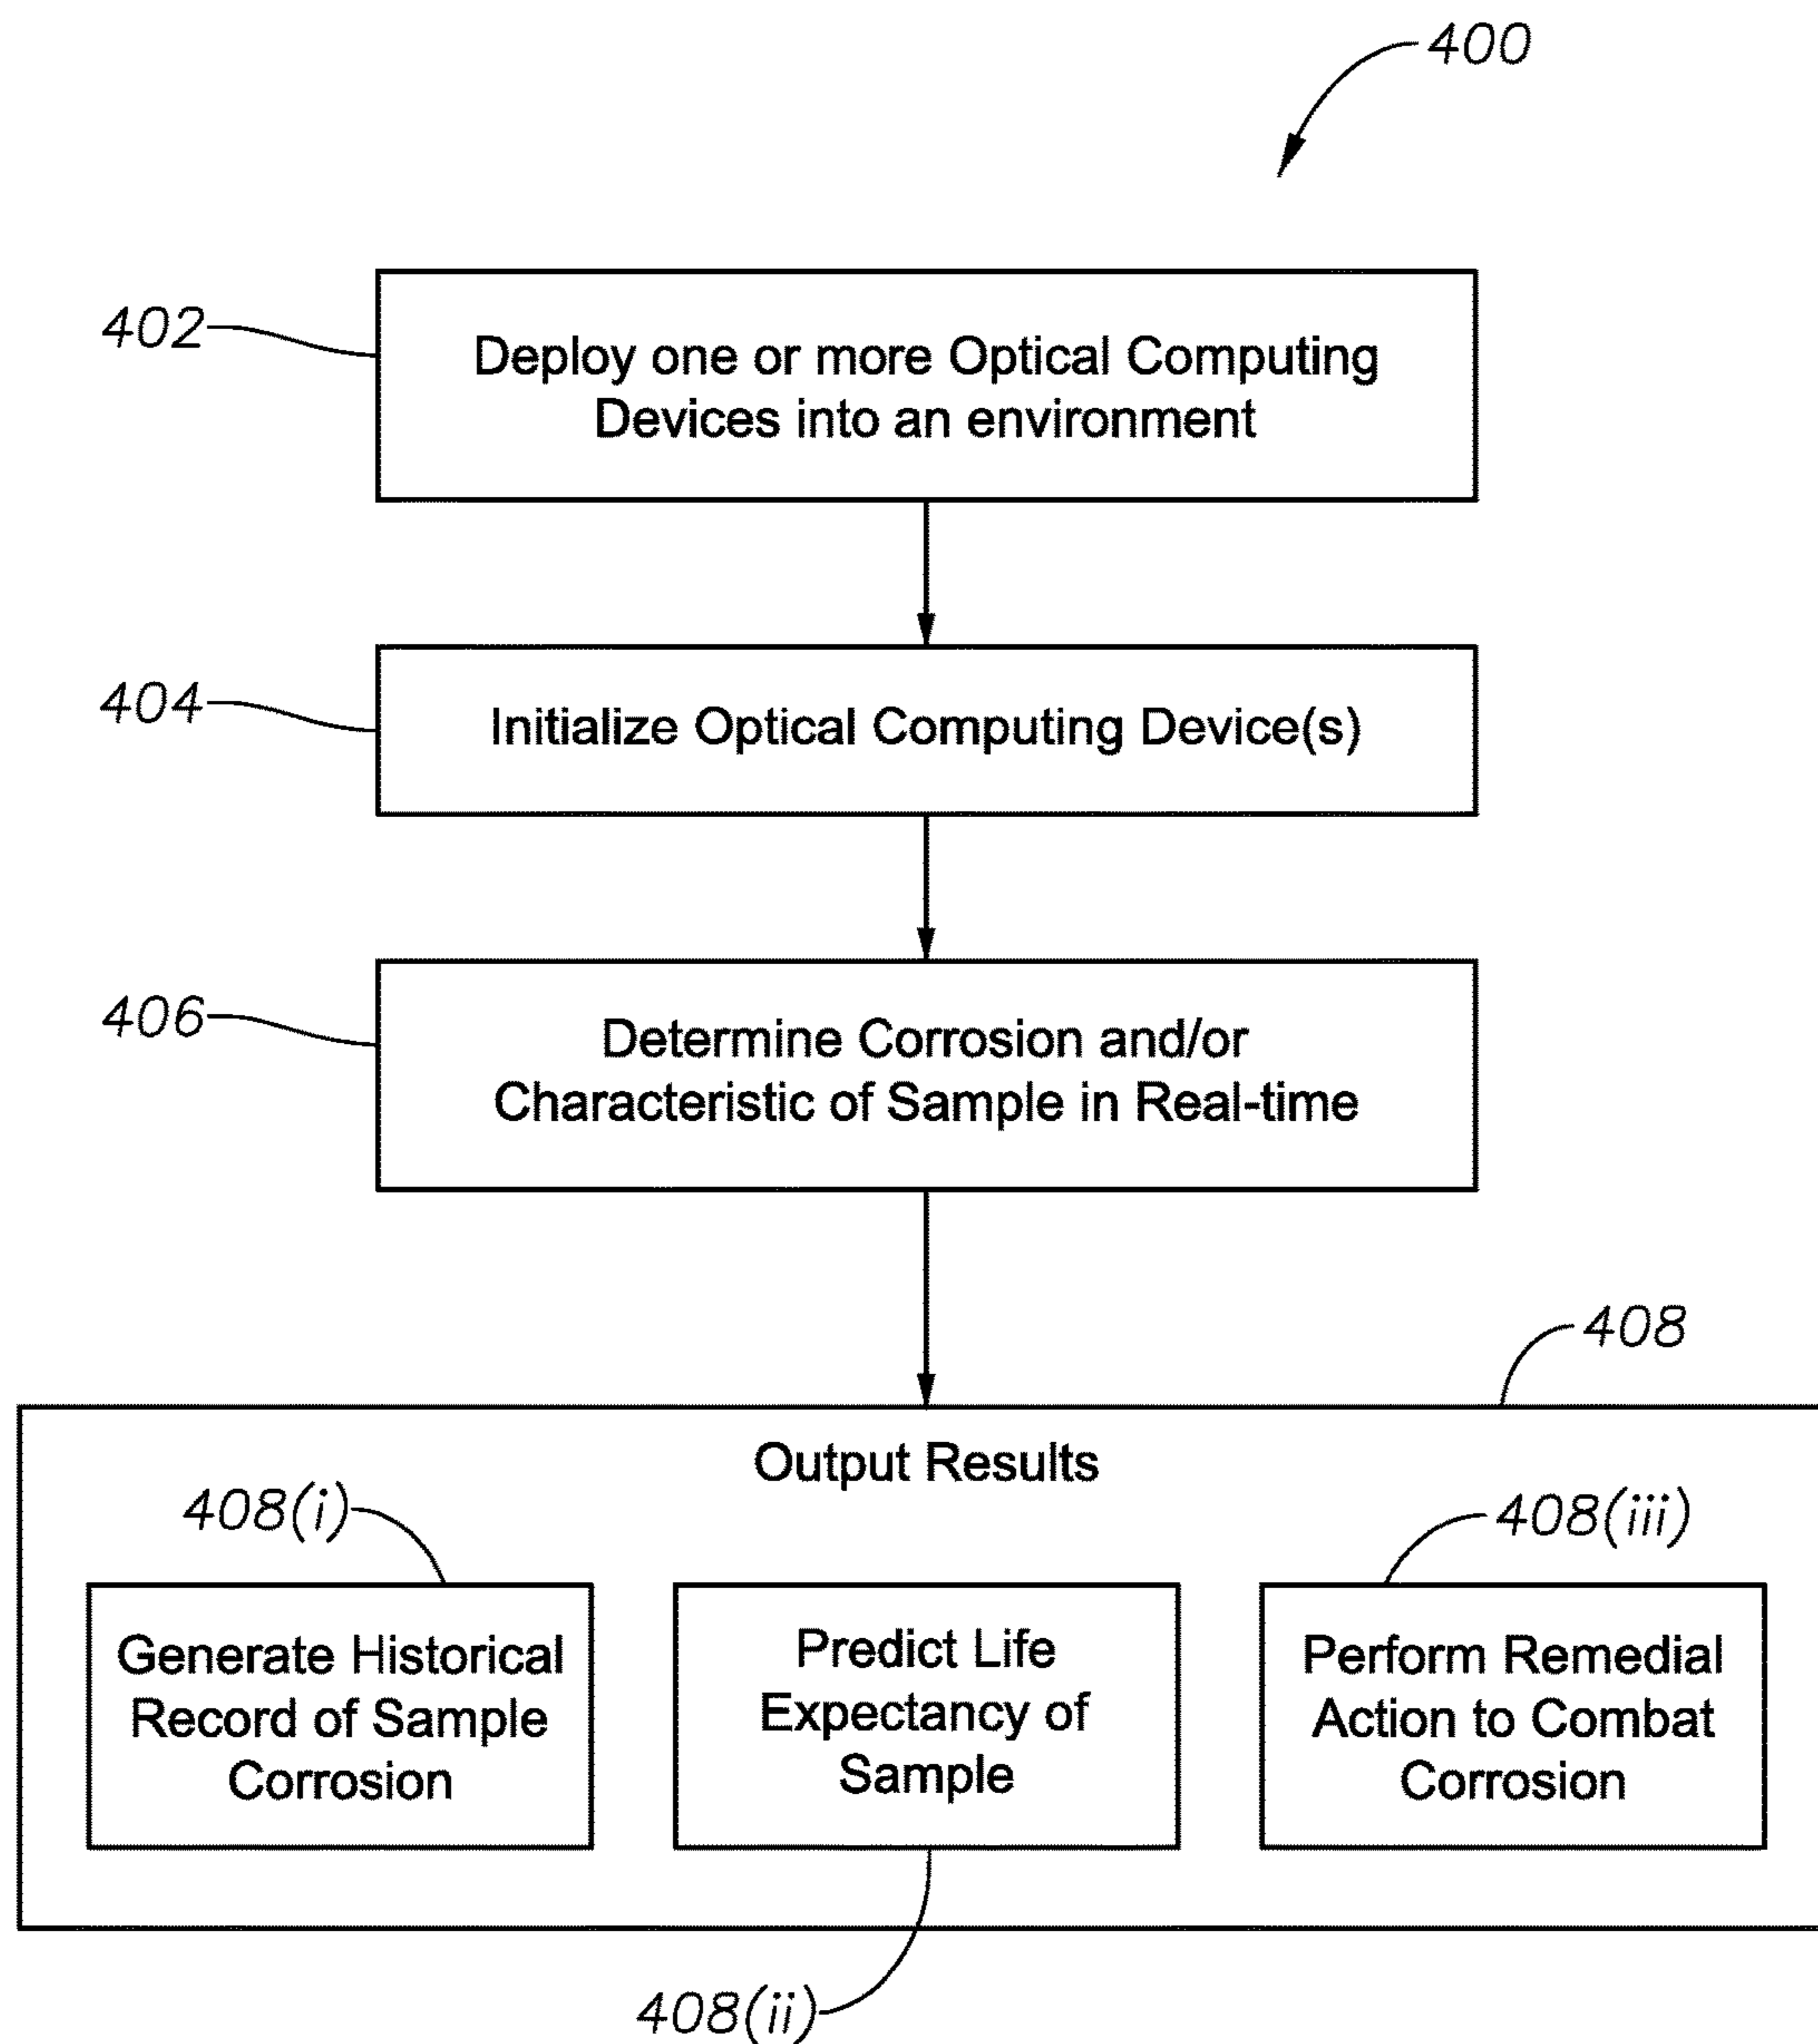 400
402
Deploy one or more Optical Computing
Devices into an environment
404
Initialize Optical Computing Device(s)
406
Determine Corrosion and/or
Characteristic of Sample in Real-time
408
Output Results
408(i)
408(iii)
Generate Historical
Record of Sample
Corrosion
Predict Life
Expectancy of
Sample
Perform Remedial
Action to Combat
Corrosion
408(ii)